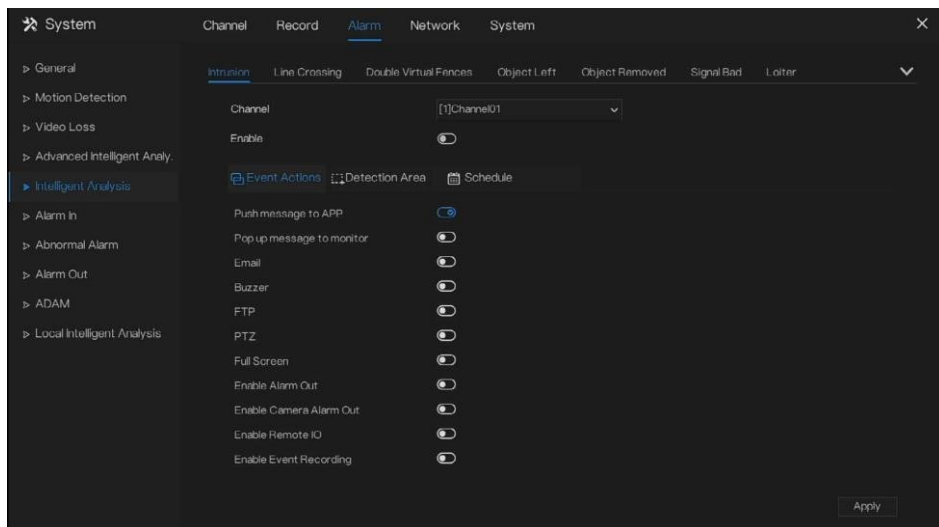 System
Channel Record Alarm Network System
General
Motion Detection
Video Loss
Advanced Intelligent Analy.
Intelligent Analysis
Alarm In
Abnormal Alarm
Alarm Out
ADAM
Local Intelligent Analysis
Intrusion Line Crossing Double Virtual Fences Object Left Object Removed Signal Bad Loiter
Channel [1]Channel01
Enable
Event Actions Detection Area Schedule
Push message to APP
Pop up message to monitor
Email
Buzzer
FTP
PTZ
Full Screen
Enable Alarm Out
Enable Camera Alarm Out
Enable Remote IO
Enable Event Recording
Apply